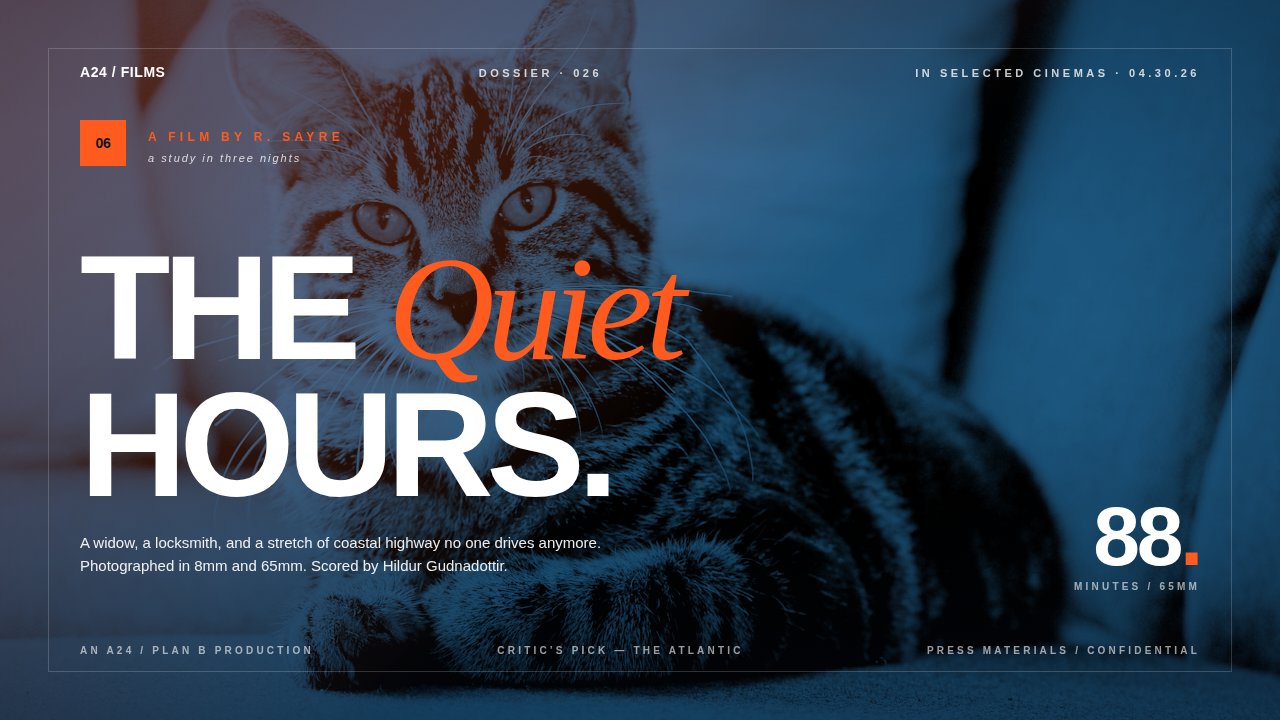 A24 / FILMS
DOSSIER · 026
IN SELECTED CINEMAS · 04.30.26
06
A FILM BY R. SAYRE
a study in three nights
THE Quiet
HOURS.
A widow, a locksmith, and a stretch of coastal highway no one drives anymore.
Photographed in 8mm and 65mm. Scored by Hildur Gudnadottir.
88.
MINUTES / 65MM
AN A24 / PLAN B PRODUCTION
CRITIC'S PICK — THE ATLANTIC
PRESS MATERIALS / CONFIDENTIAL